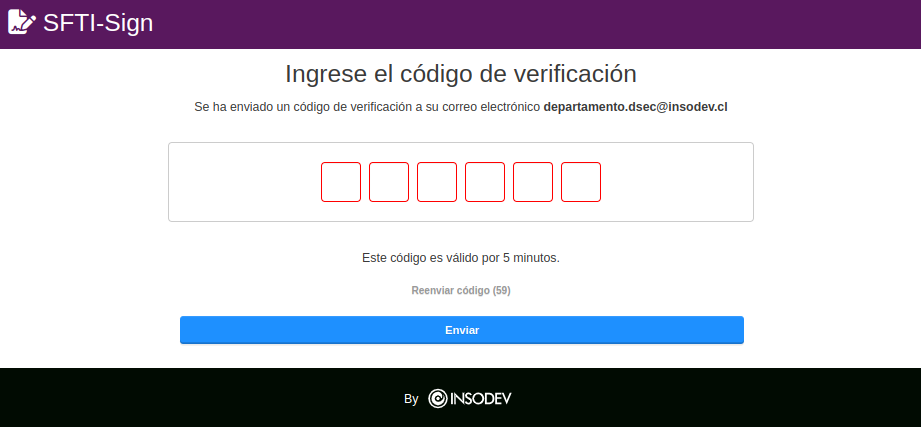 SFTI-Sign
Ingrese el código de verificación
Se ha enviado un código de verificación a su correo electrónico departamento.dsec@insodev.cl
Este código es válido por 5 minutos.
Reenviar código (59)
Enviar
By INSODEV